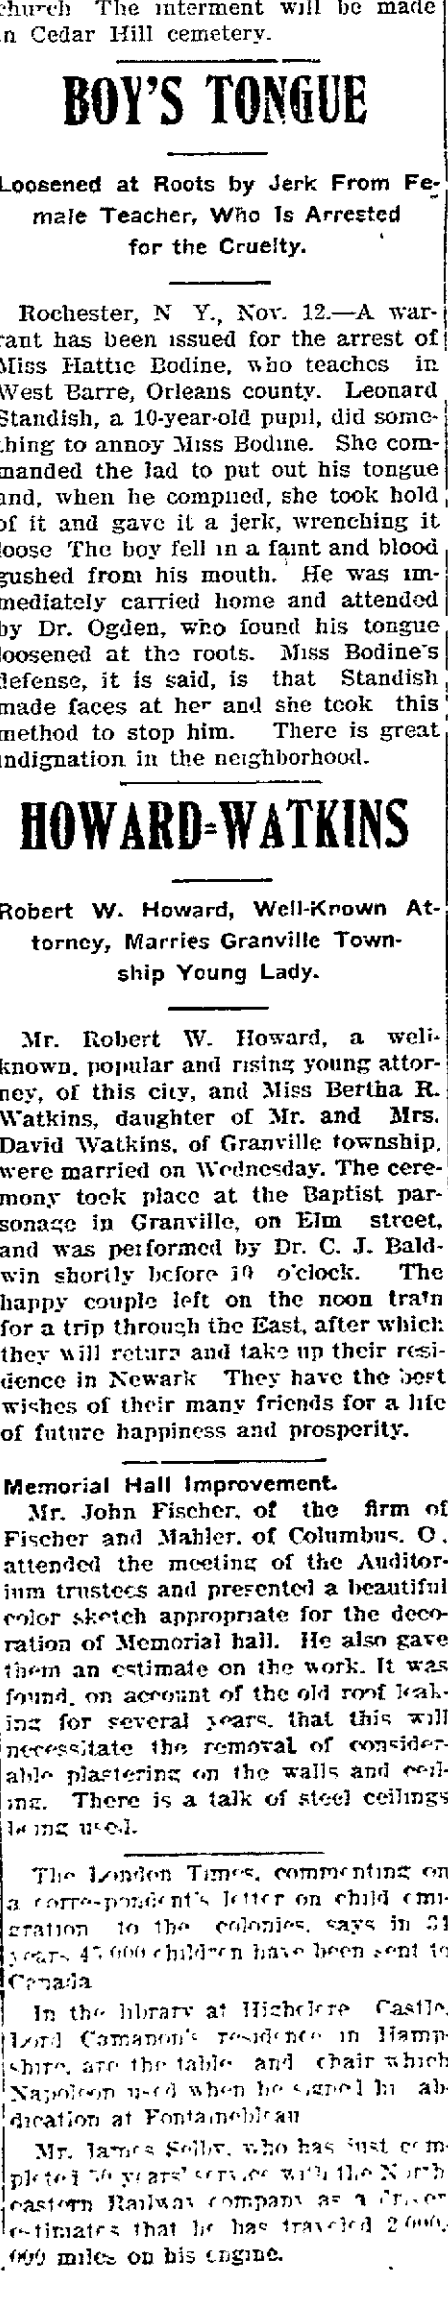 church The interment will be made
in Cedar Hill cemetery.
BOY'S TONGUE
Loosened at Roots by Jerk From Fe-
male Teacher, Who Is Arrested
for the Cruelty.
Rochester, N Y., Nov. 12.—A war-
rant has been issued for the arrest of
Miss Hattie Bodine, who teaches in
West Barre, Orleans county. Leonard
Standish, a 10-year-old pupil, did some-
thing to annoy Miss Bodine. She com-
manded the lad to put out his tongue
and, when he complied, she took hold
of it and gave it a jerk, wrenching it
loose The boy fell in a faint and blood
gushed from his mouth. He was im-
mediately carried home and attended
by Dr. Ogden, who found his tongue
loosened at the roots. Miss Bodine's
defense, it is said, is that Standish
made faces at her and she took this
method to stop him. There is great
indignation in the neighborhood.
HOWARD=WATKINS
Robert W. Howard, Well-Known At-
torney, Marries Granville Town-
ship Young Lady.
Mr. Robert W. Howard, a well-
known, popular and rising young attor-
ney, of this city, and Miss Bertha R.
Watkins, daughter of Mr. and Mrs.
David Watkins, of Granville township,
were married on Wednesday. The cere-
mony took place at the Baptist par-
sonage in Granville, on Elm street,
and was performed by Dr. C. J. Bald-
win shortly before 10 o'clock. The
happy couple left on the noon train
for a trip through the East, after which
they will return and take up their resi-
dence in Newark They have the best
wishes of their many friends for a life
of future happiness and prosperity.
Memorial Hall Improvement.
Mr. John Fischer, of the firm of
Fischer and Mahler, of Columbus, O.,
attended the meeting of the Auditor-
ium trustees and presented a beautiful
color sketch appropriate for the deco-
ration of Memorial hall. He also gave
them an estimate on the work. It was
found, on account of the old roof leak-
ing for several years, that this will
necessitate the removal of consider-
able plastering on the walls and ceil-
ing. There is a talk of steel ceilings
being used.
The London Times, commenting on
a correspondent's letter on child emi-
gration to the colonies, says in
years children have been sent to
Canada
In the library at Highclere Castle,
Lord residence in Hamp-
shire, are the table and chair which
Napoleon used when he signed his ab-
dication at Fontainebleau
Mr. James Selby, who has just com-
pleted years' service with the North-
eastern Railway company as a driver
estimates that he has traveled 2,000,
000 miles on his engine.